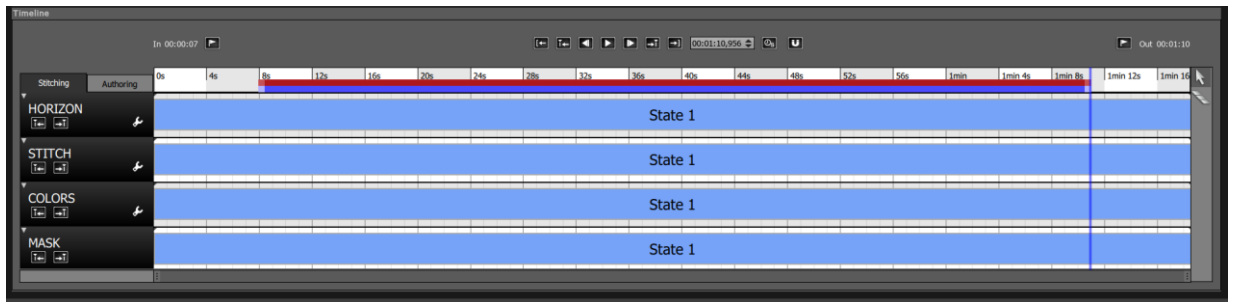 Timeline
In 00:00:07
00:01:10,956
Out 00:01:10
Stitching Authoring
0s 4s 8s 12s 16s 20s 24s 28s 32s 36s 40s 44s 48s 52s 56s 1min 1min 4s 1min 8s 1min 12s 1min 16
HORIZON
State 1
STITCH
State 1
COLORS
State 1
MASK
State 1